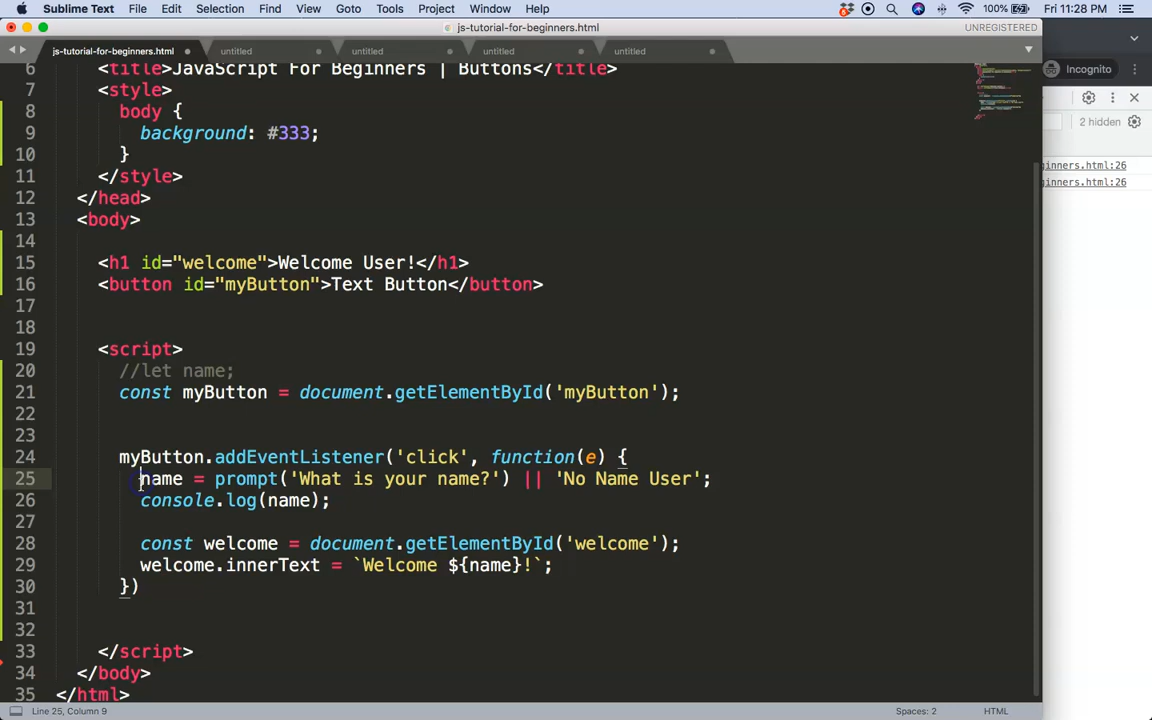 Sublime Text File Edit Selection Find View Goto Tools Project Window Help 100% Fri 11:28 PM
js-tutorial-for-beginners.html UNREGISTERED
js-tutorial-for-beginners.html untitled untitled untitled untitled
Incognito
2 hidden
ginners.html:26
ginners.html:26
6 <title>JavaScript For Beginners | Buttons</title>
7 <style>
8 body {
9 background: #333;
10 }
11 </style>
12 </head>
13 <body>
14
15 <h1 id="welcome">Welcome User!</h1>
16 <button id="myButton">Text Button</button>
17
18
19 <script>
20 //let name;
21 const myButton = document.getElementById('myButton');
22
23
24 myButton.addEventListener('click', function(e) {
25 name = prompt('What is your name?') || 'No Name User';
26 console.log(name);
27
28 const welcome = document.getElementById('welcome');
29 welcome.innerText = `Welcome ${name}!`;
30 })
31
32
33 </script>
34 </body>
35 </html>
Line 25, Column 9 Spaces: 2 HTML